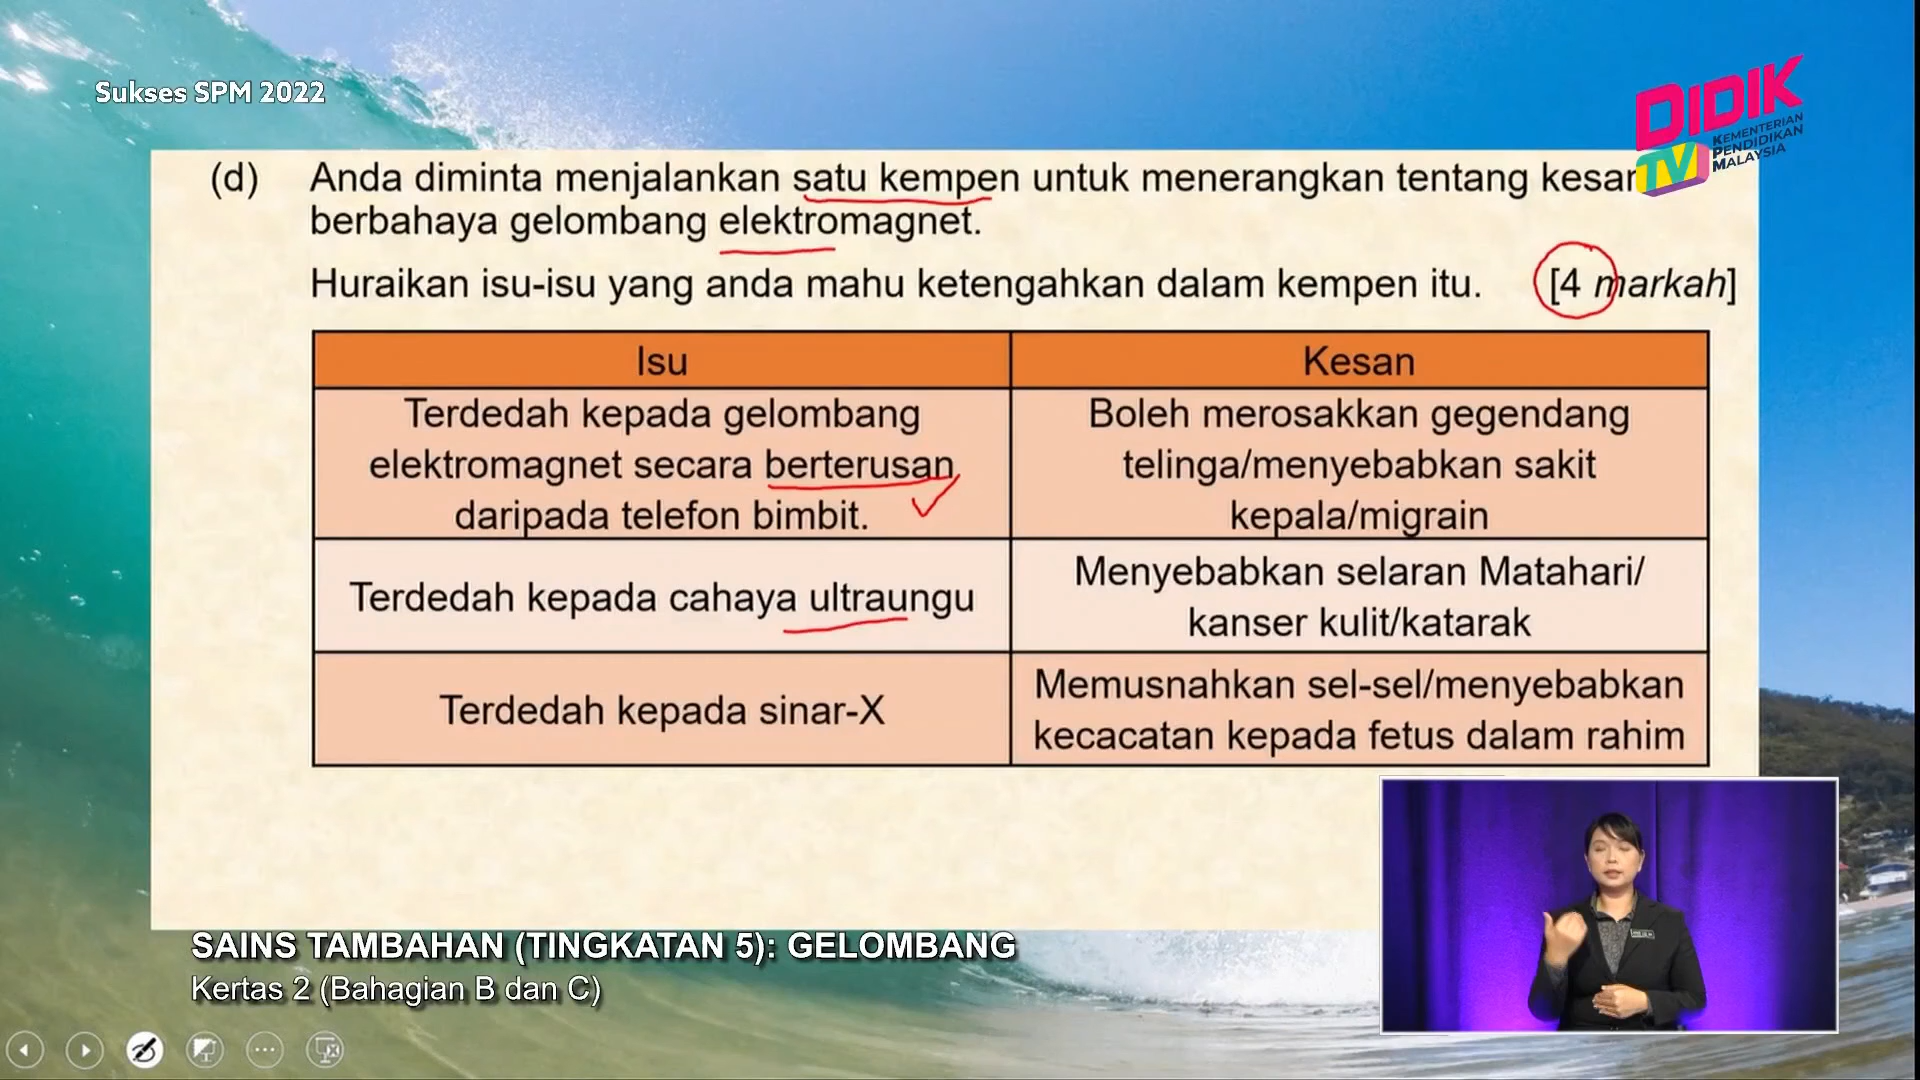 Sukses SPM 2022
DIDIK
TV
KEMENTERIAN
PENDIDIKAN
MALAYSIA
(d) Anda diminta menjalankan satu kempen untuk menerangkan tentang kesan
berbahaya gelombang elektromagnet.
Huraikan isu-isu yang anda mahu ketengahkan dalam kempen itu. [4 markah]
Isu
Kesan
Terdedah kepada gelombang
elektromagnet secara berterusan
daripada telefon bimbit.
Boleh merosakkan gegendang
telinga/menyebabkan sakit
kepala/migrain
Terdedah kepada cahaya ultraungu
Menyebabkan selaran Matahari/
kanser kulit/katarak
Terdedah kepada sinar-X
Memusnahkan sel-sel/menyebabkan
kecacatan kepada fetus dalam rahim
SAINS TAMBAHAN (TINGKATAN 5): GELOMBANG
Kertas 2 (Bahagian B dan C)